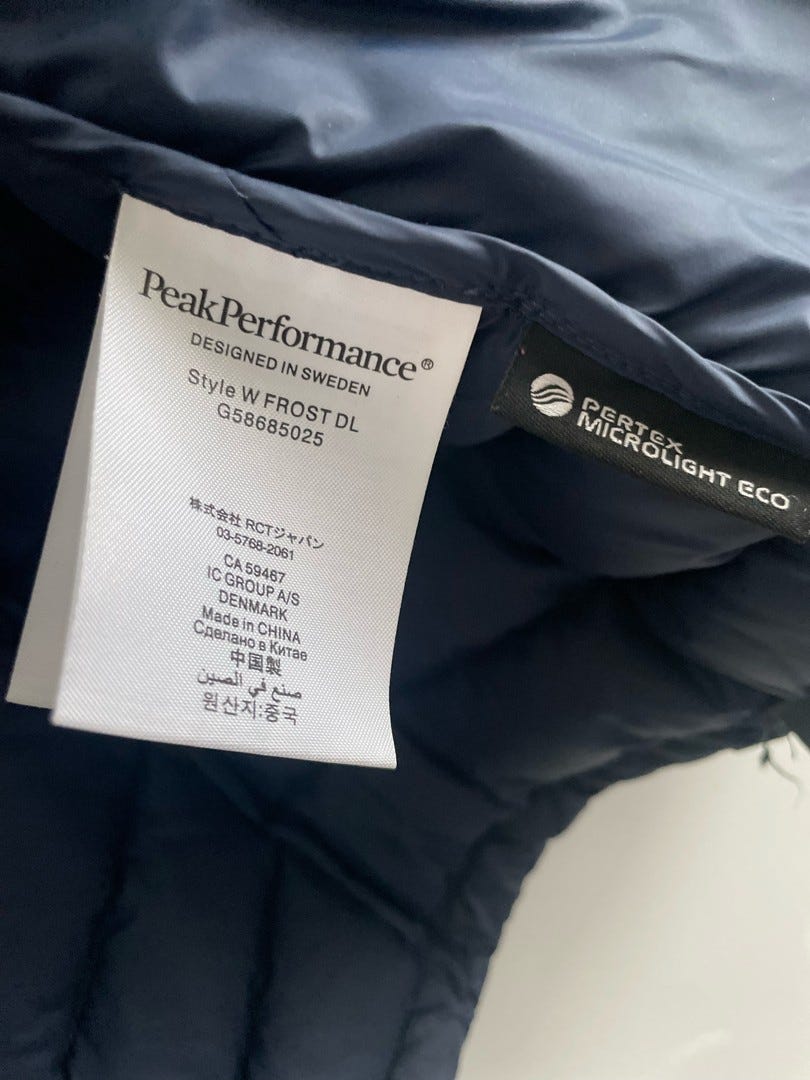 PeakPerformance®
DESIGNED IN SWEDEN
Style W FROST DL
G58685025
株式会社 RCTジャパン
03-5768-2061
CA 59467
IC GROUP A/S
DENMARK
Made in CHINA
Сделано в Китае
中国製
صنع في الصين
원산지:중국
PERTEX
MICROLIGHT ECO